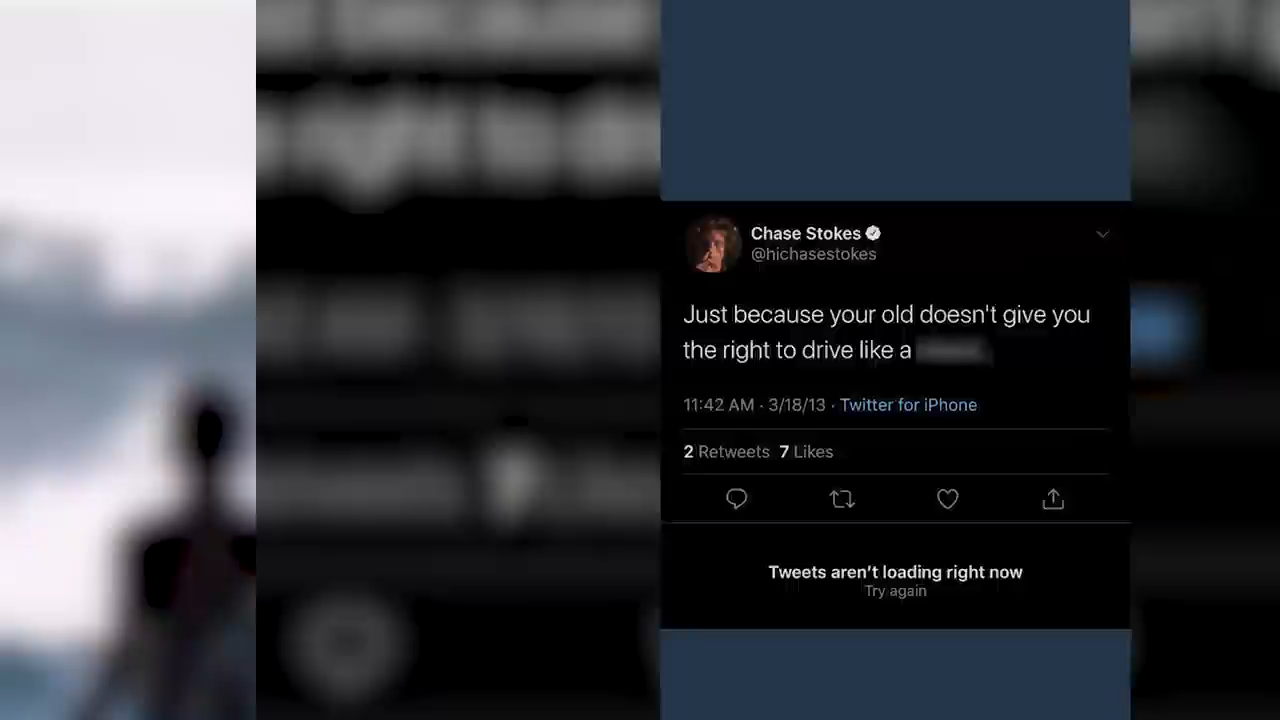 Chase Stokes
@hichasestokes
Just because your old doesn't give you
the right to drive like a
11:42 AM · 3/18/13 · Twitter for iPhone
2 Retweets 7 Likes
Tweets aren't loading right now
Try again